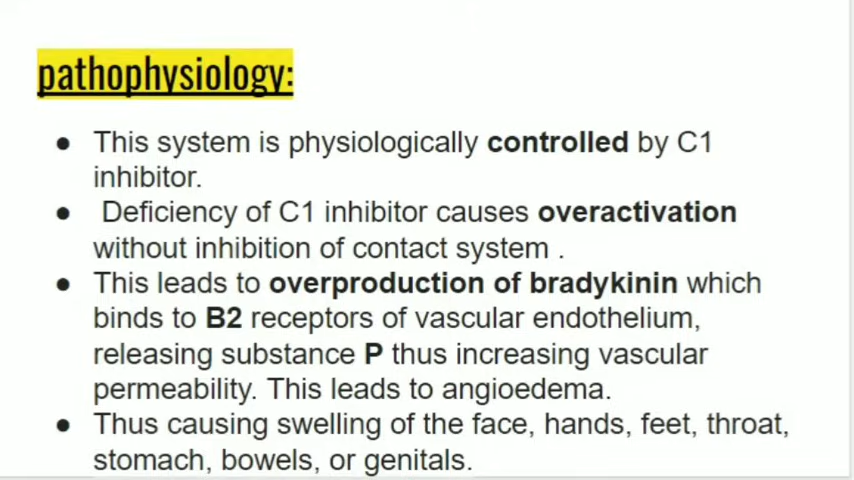 pathophysiology:
● This system is physiologically controlled by C1
inhibitor.
● Deficiency of C1 inhibitor causes overactivation
without inhibition of contact system .
● This leads to overproduction of bradykinin which
binds to B2 receptors of vascular endothelium,
releasing substance P thus increasing vascular
permeability. This leads to angioedema.
● Thus causing swelling of the face, hands, feet, throat,
stomach, bowels, or genitals.